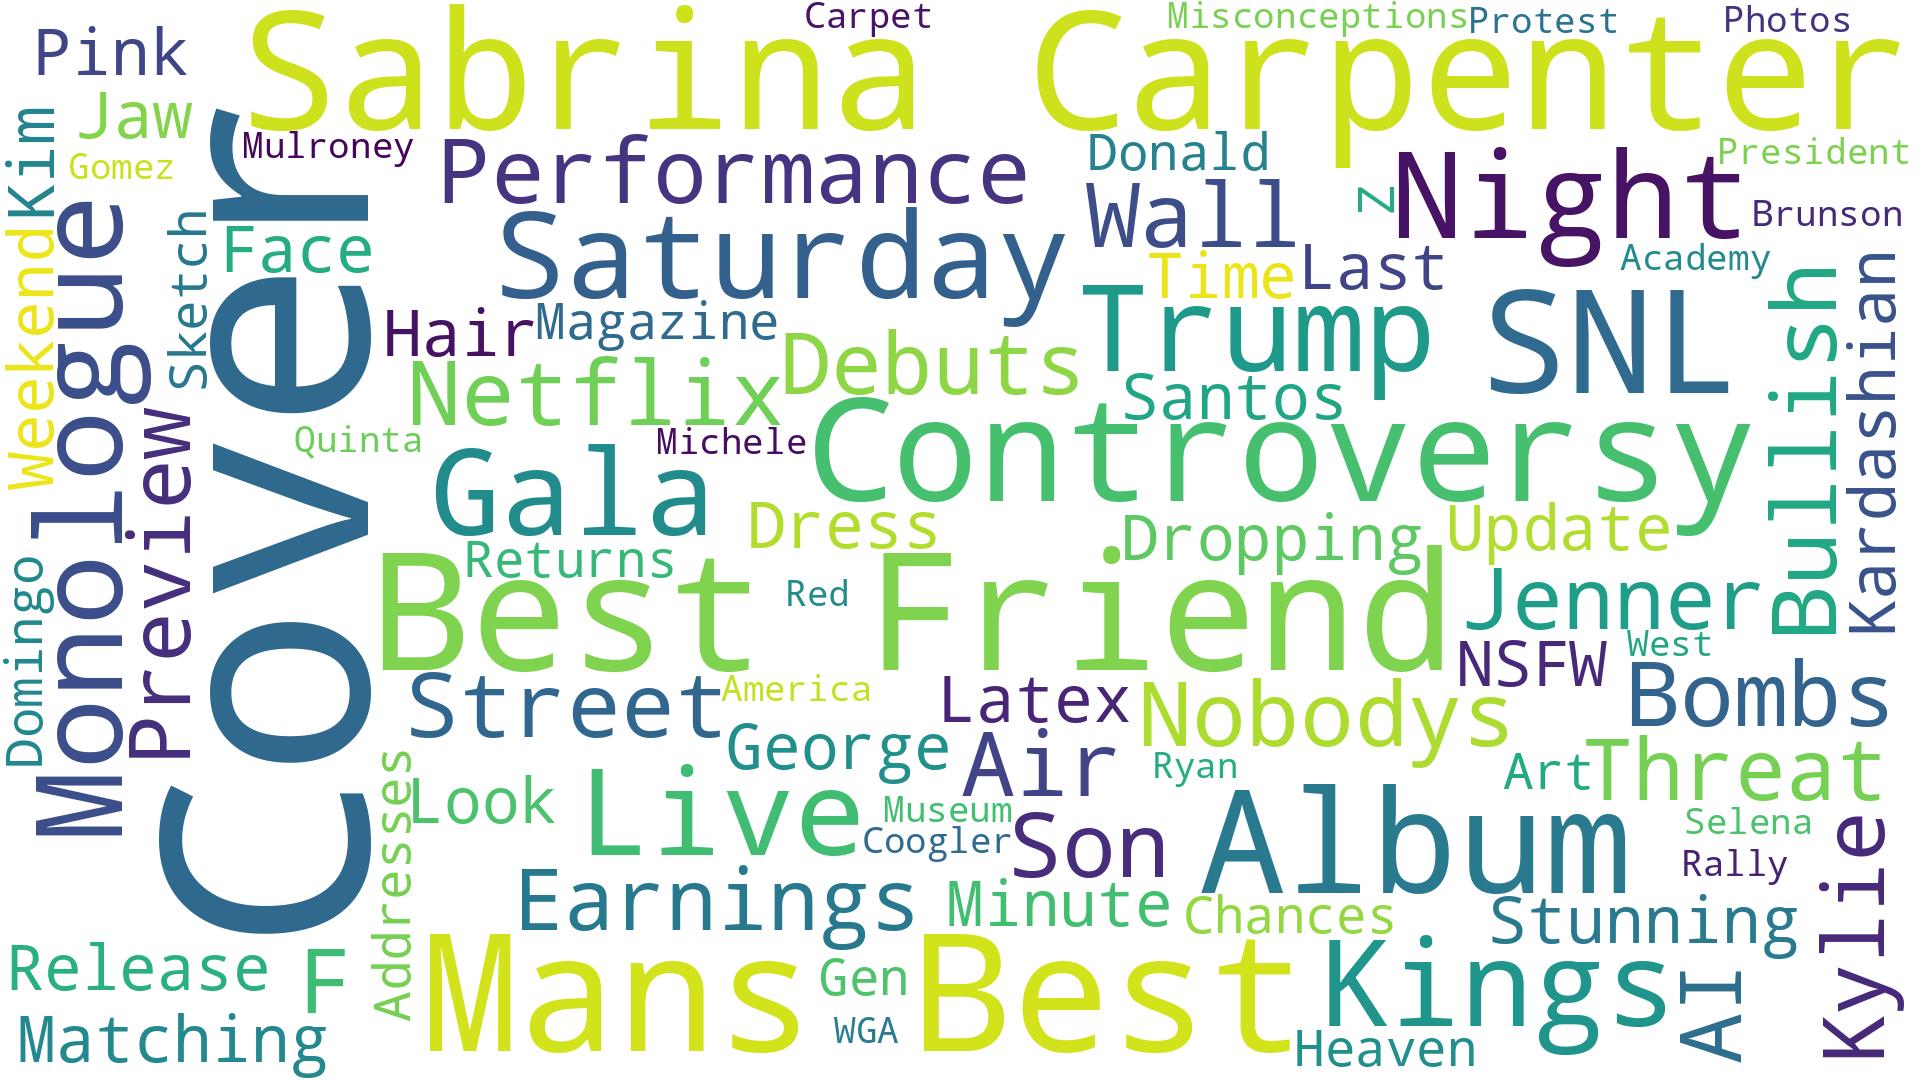 Carpet
Misconceptions
Protest
Photos
Pink
Sabrina Carpenter
Jaw
Mulroney
Gomez
Performance
Donald
President
Kim
Night
Z
Wall
Brunson
Saturday
Sketch
Face
Time
Last
Academy
Weekend
Monologue
Cover
Hair
Magazine
Trump
SNL
Bullish
Kardashian
Debuts
Netflix
Santos
Quinta
Michele
Controversy
Preview
Gala
Dress
Dropping
Update
Returns
Best Friend
Red
Jenner
Domingo
NSFW
West
Street
America
Latex
Nobodys
Bombs
George
Air
Ryan
Art
Threat
Addresses
Look
Live
Museum
Coogler
Son
Album
Selena
Rally
Kylie
Earnings
Minute
Chances
Stunning
Release
F
Mans Best
Gen
Kings
AI
Matching
WGA
Heaven